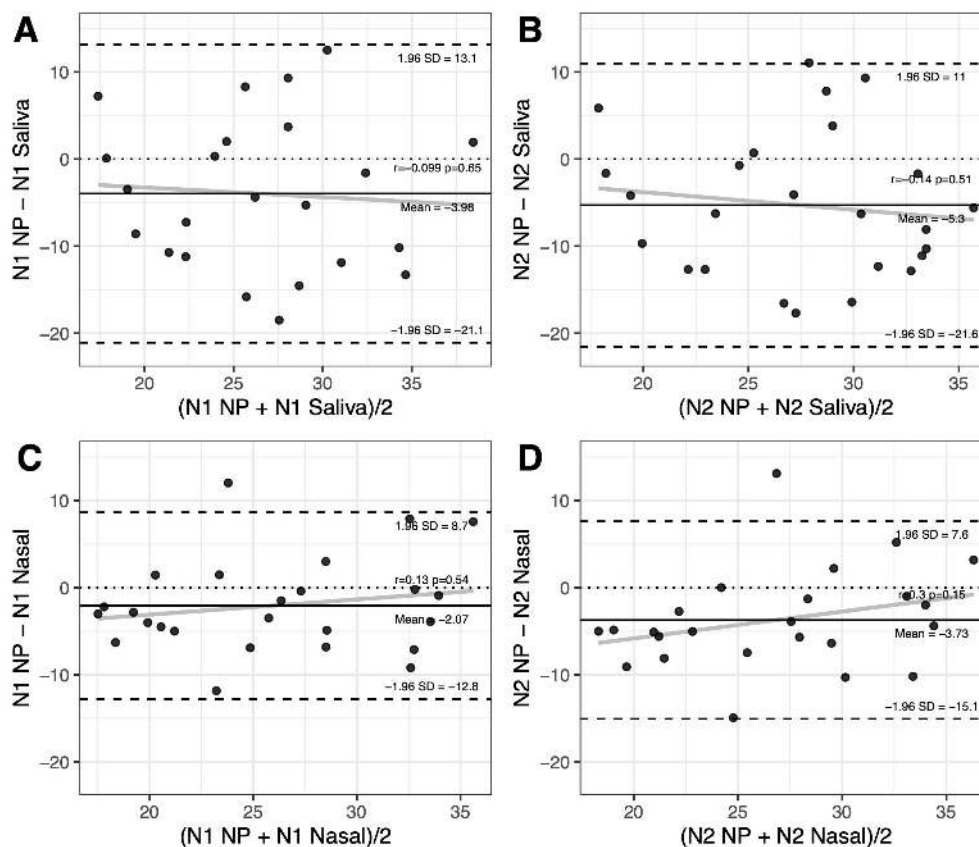 A
N1 NP − N1 Saliva
10
0
−10
−20
1.96 SD = 13.1
r=−0.099 p=0.65
Mean = −3.98
−1.96 SD = −21.1
20 25 30 35
(N1 NP + N1 Saliva)/2
B
N2 NP − N2 Saliva
10
0
−10
−20
1.96 SD = 11
r=−0.14 p=0.51
Mean = −5.3
−1.96 SD = −21.6
20 25 30 35
(N2 NP + N2 Saliva)/2
C
N1 NP − N1 Nasal
10
0
−10
−20
1.96 SD = 8.7
r=0.13 p=0.54
Mean = −2.07
−1.96 SD = −12.8
20 25 30 35
(N1 NP + N1 Nasal)/2
D
N2 NP − N2 Nasal
10
0
−10
−20
1.96 SD = 7.6
r=0.3 p=0.15
Mean = −3.73
−1.96 SD = −15.1
20 25 30 35
(N2 NP + N2 Nasal)/2